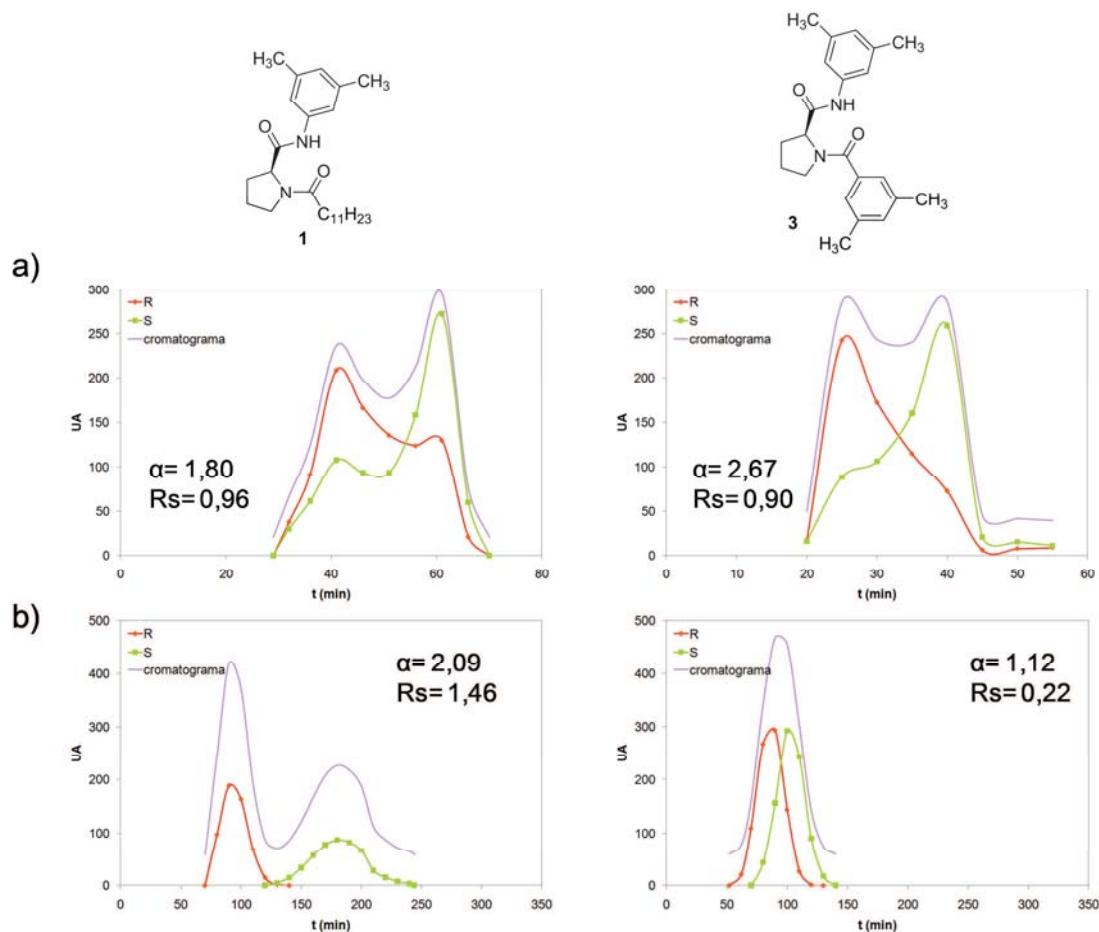 H₃C
CH₃
O
NH
O
N
C₁₁H₂₃
1
H₃C
CH₃
O
NH
O
N
CH₃
H₃C
3
a)
R
S
cromatograma
UA
300
250
200
150
100
50
0
0 20 40 60 80
t (min)
α= 1,80
Rs= 0,96
R
S
cromatograma
UA
300
250
200
150
100
50
0
0 10 20 30 40 50 60
t (min)
α= 2,67
Rs= 0,90
b)
R
S
cromatograma
UA
500
400
300
200
100
0
0 50 100 150 200 250 300 350
t (min)
α= 2,09
Rs= 1,46
R
S
cromatograma
UA
500
400
300
200
100
0
0 50 100 150 200 250 300 350
t (min)
α= 1,12
Rs= 0,22